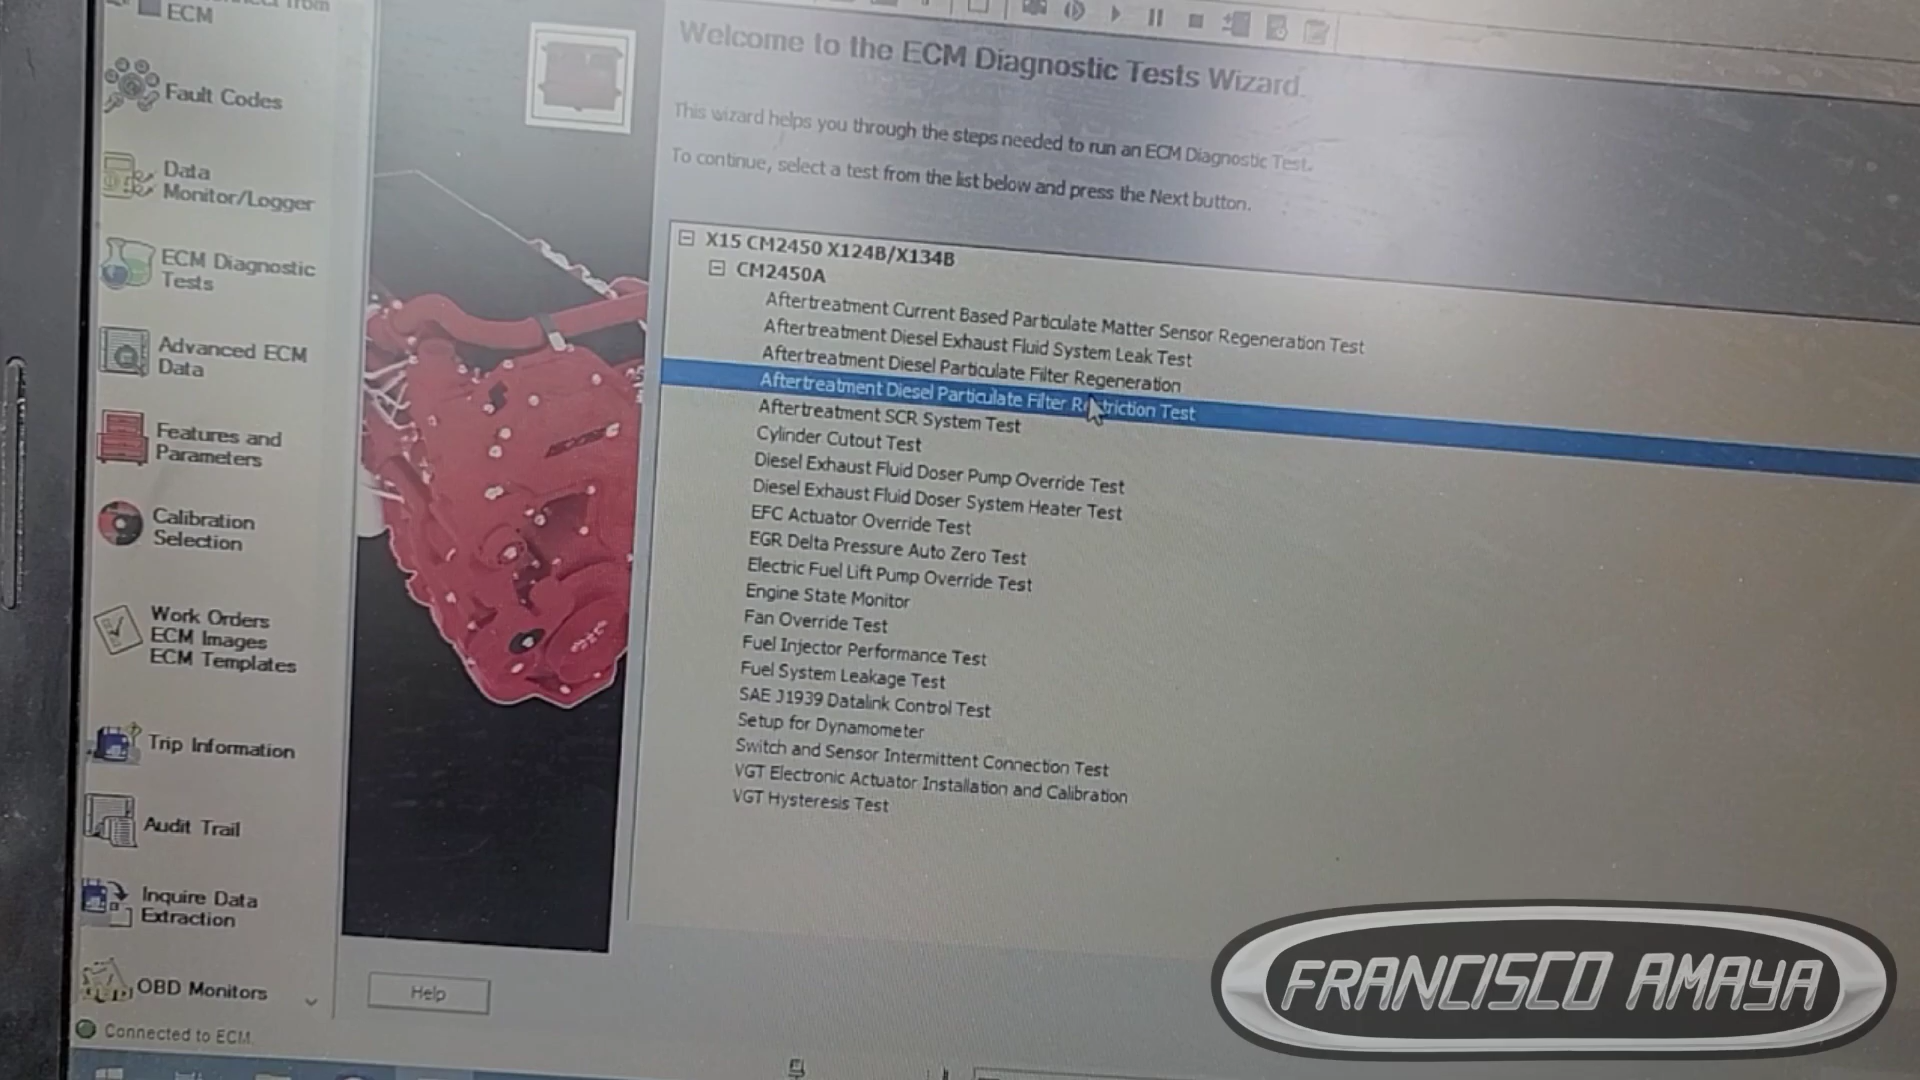 ECM
Fault Codes
Data
Monitor/Logger
ECM Diagnostic
Tests
Advanced ECM
Data
Features and
Parameters
Calibration
Selection
Work Orders
ECM Images
ECM Templates
Trip Information
Audit Trail
Inquire Data
Extraction
OBD Monitors
Connected to ECM.
Welcome to the ECM Diagnostic Tests Wizard.
This wizard helps you through the steps needed to run an ECM Diagnostic Test.
To continue, select a test from the list below and press the Next button.
X15 CM2450 X124B/X134B
CM2450A
Aftertreatment Current Based Particulate Matter Sensor Regeneration Test
Aftertreatment Diesel Exhaust Fluid System Leak Test
Aftertreatment Diesel Particulate Filter Regeneration
Aftertreatment Diesel Particulate Filter Restriction Test
Aftertreatment SCR System Test
Cylinder Cutout Test
Diesel Exhaust Fluid Doser Pump Override Test
Diesel Exhaust Fluid Doser System Heater Test
EFC Actuator Override Test
EGR Delta Pressure Auto Zero Test
Electric Fuel Lift Pump Override Test
Engine State Monitor
Fan Override Test
Fuel Injector Performance Test
Fuel System Leakage Test
SAE J1939 Datalink Control Test
Setup for Dynamometer
Switch and Sensor Intermittent Connection Test
VGT Electronic Actuator Installation and Calibration
VGT Hysteresis Test
Help
FRANCISCO AMAYA